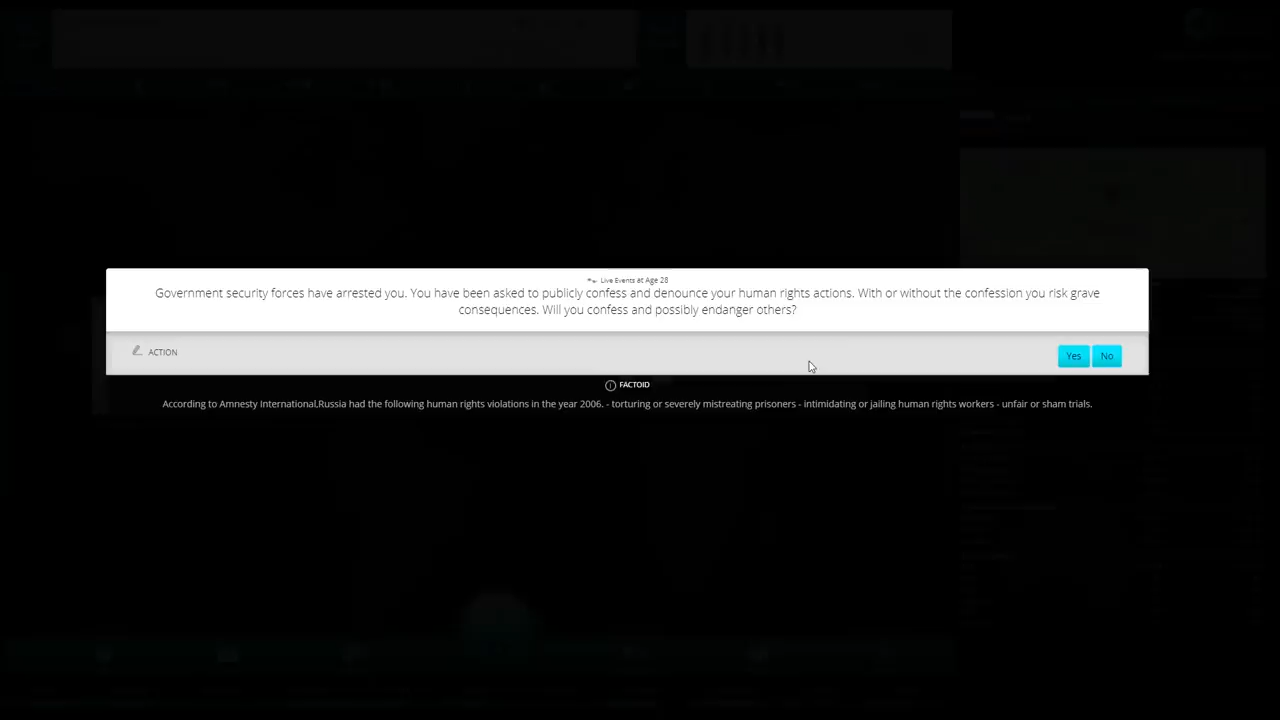 Live Events at Age 28
Government security forces have arrested you. You have been asked to publicly confess and denounce your human rights actions. With or without the confession you risk grave
consequences. Will you confess and possibly endanger others?
ACTION
Yes No
FACTOID
According to Amnesty International,Russia had the following human rights violations in the year 2006. - torturing or severely mistreating prisoners - intimidating or jailing human rights workers - unfair or sham trials.